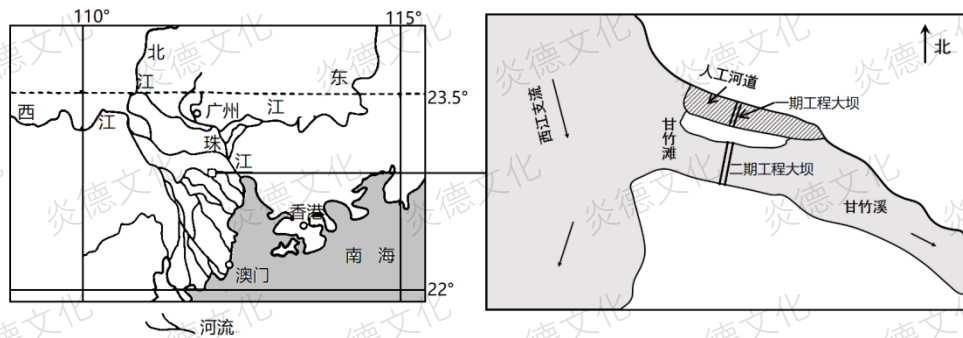 110°
115°
北
江
东
广州
江
23.5°
西
江
珠
江
香港
南 海
澳门
22°
河流
北
人工河道
一期工程大坝
西江支流
甘竹滩
二期工程大坝
甘竹溪
炎德文化